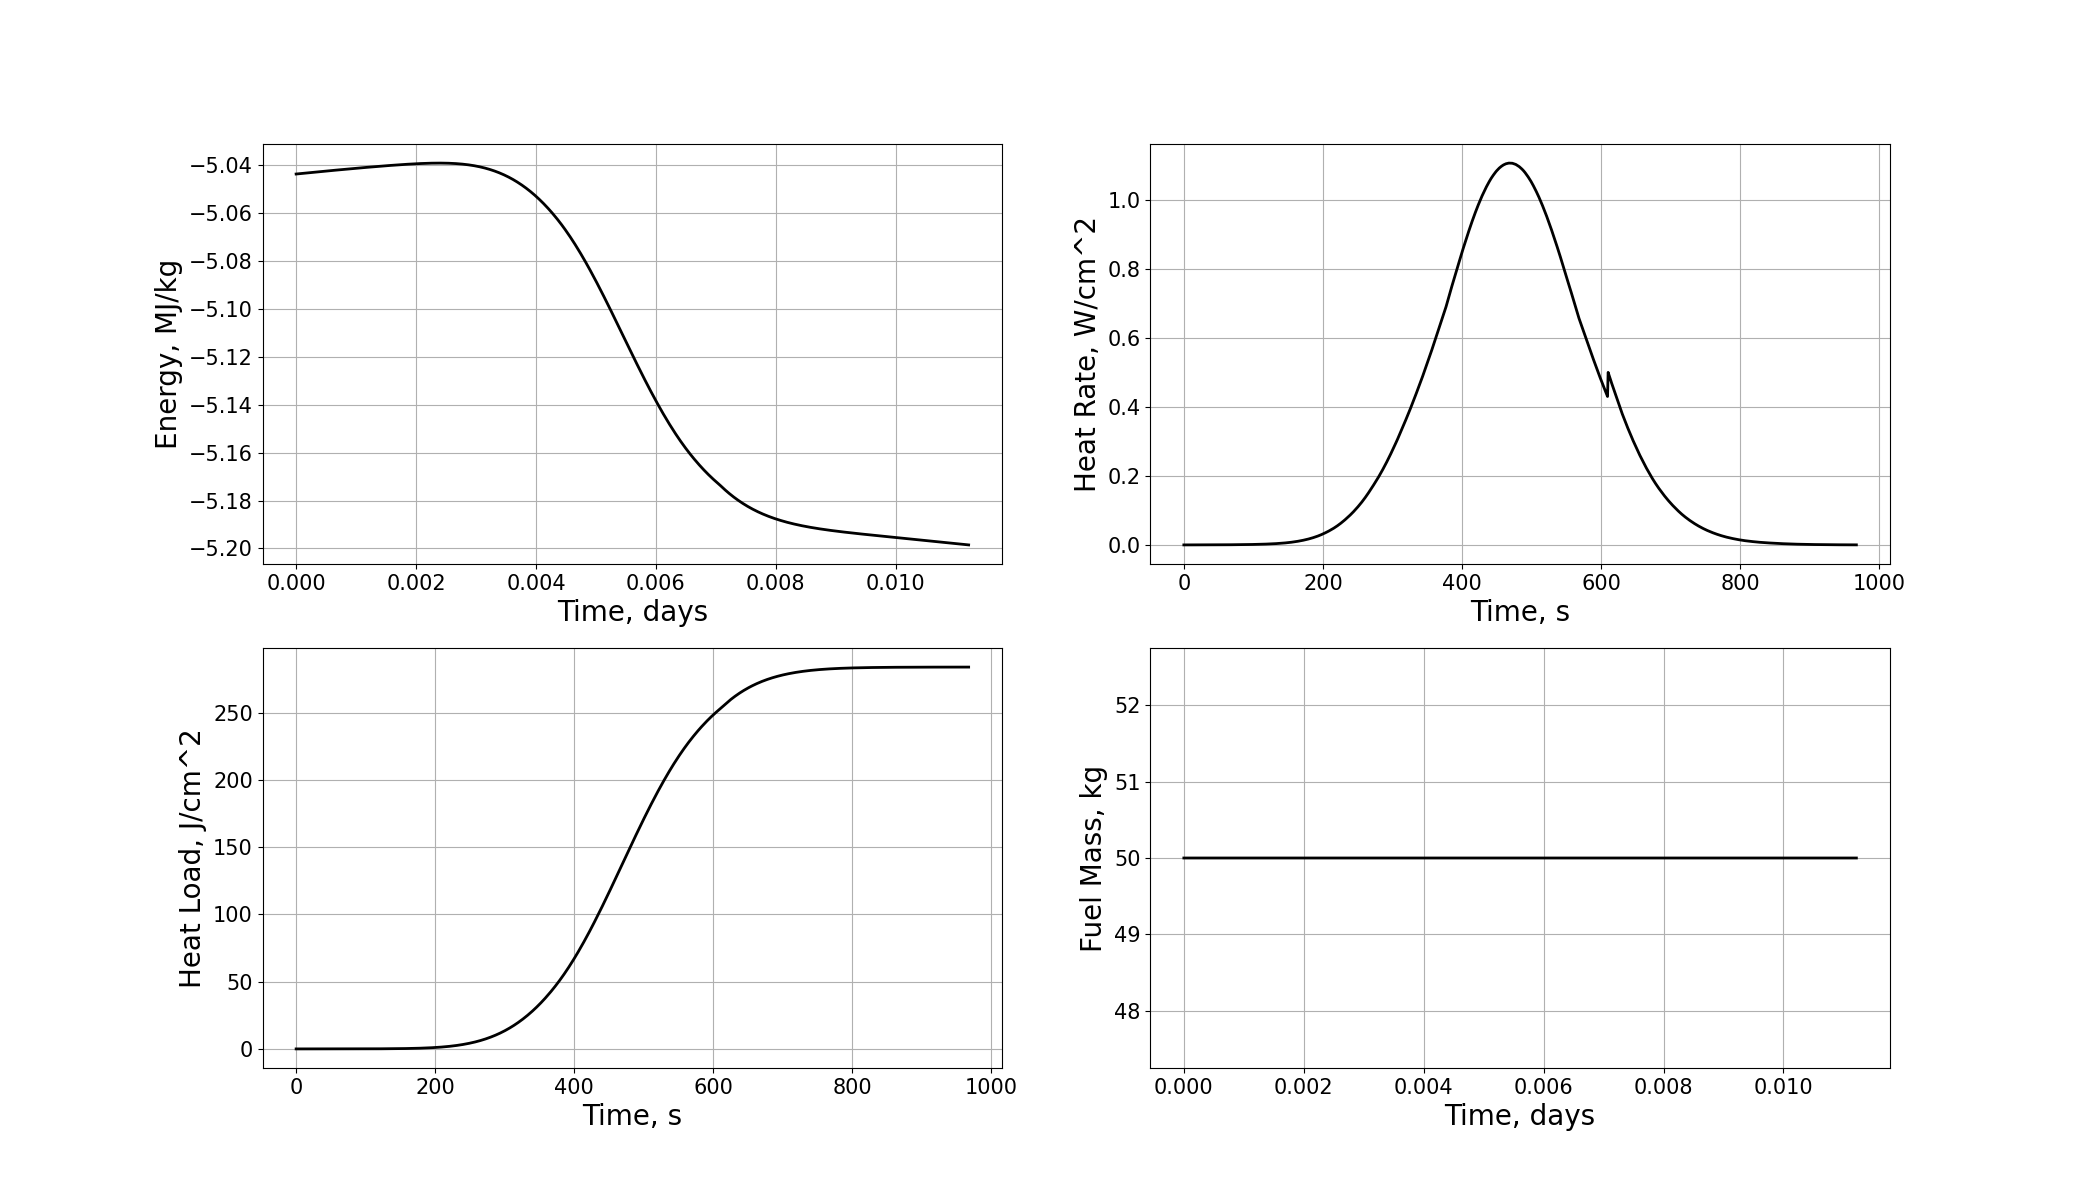 Energy, MJ/kg
−5.04
−5.06
−5.08
−5.10
−5.12
−5.14
−5.16
−5.18
−5.20
0.000 0.002 0.004 0.006 0.008 0.010
Time, days
Heat Rate, W/cm^2
1.0
0.8
0.6
0.4
0.2
0.0
0 200 400 600 800 1000
Time, s
Heat Load, J/cm^2
250
200
150
100
50
0
0 200 400 600 800 1000
Time, s
Fuel Mass, kg
52
51
50
49
48
0.000 0.002 0.004 0.006 0.008 0.010
Time, days